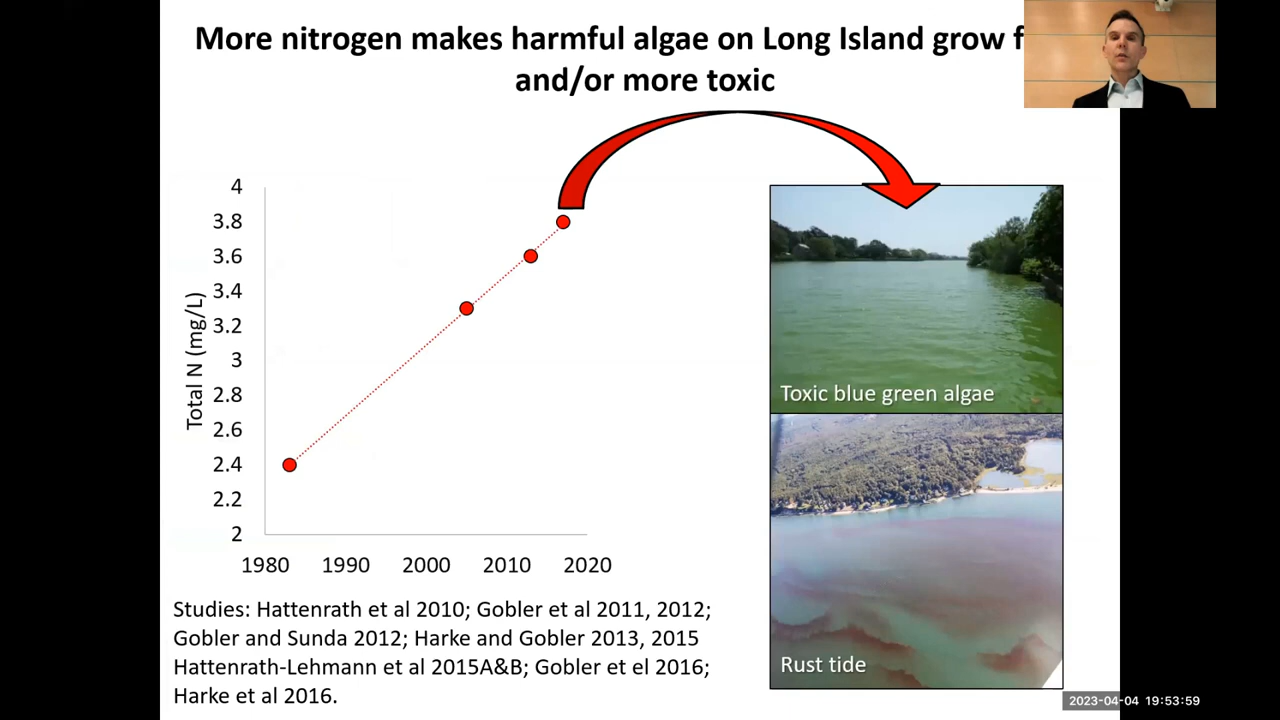 More nitrogen makes harmful algae on Long Island grow
and/or more toxic
4
3.8
3.6
3.4
3.2
3
2.8
2.6
2.4
2.2
2
Total N (mg/L)
1980 1990 2000 2010 2020
Toxic blue green algae
Rust tide
Studies: Hattenrath et al 2010; Gobler et al 2011, 2012;
Gobler and Sunda 2012; Harke and Gobler 2013, 2015
Hattenrath-Lehmann et al 2015A&B; Gobler et el 2016;
Harke et al 2016.
2023-04-04 19:53:59